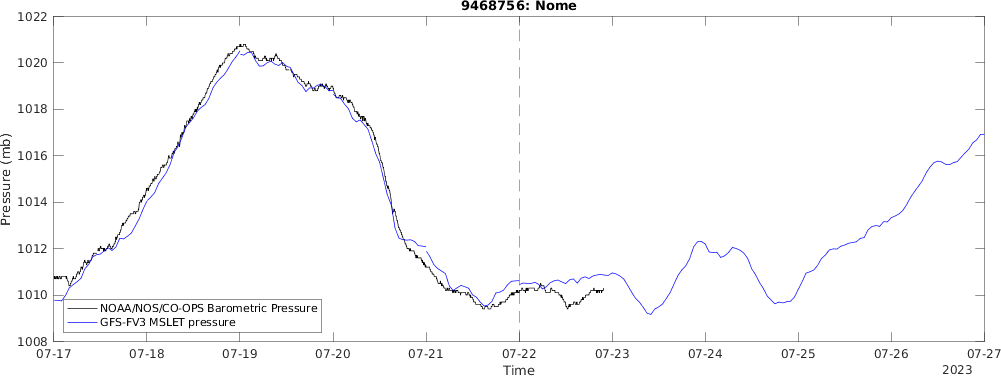 9468756: Nome
1022
1020
1018
1016
1014
1012
1010
1008
Pressure (mb)
NOAA/NOS/CO-OPS Barometric Pressure
GFS-FV3 MSLET pressure
07-17 07-18 07-19 07-20 07-21 07-22 07-23 07-24 07-25 07-26 07-27
Time
2023